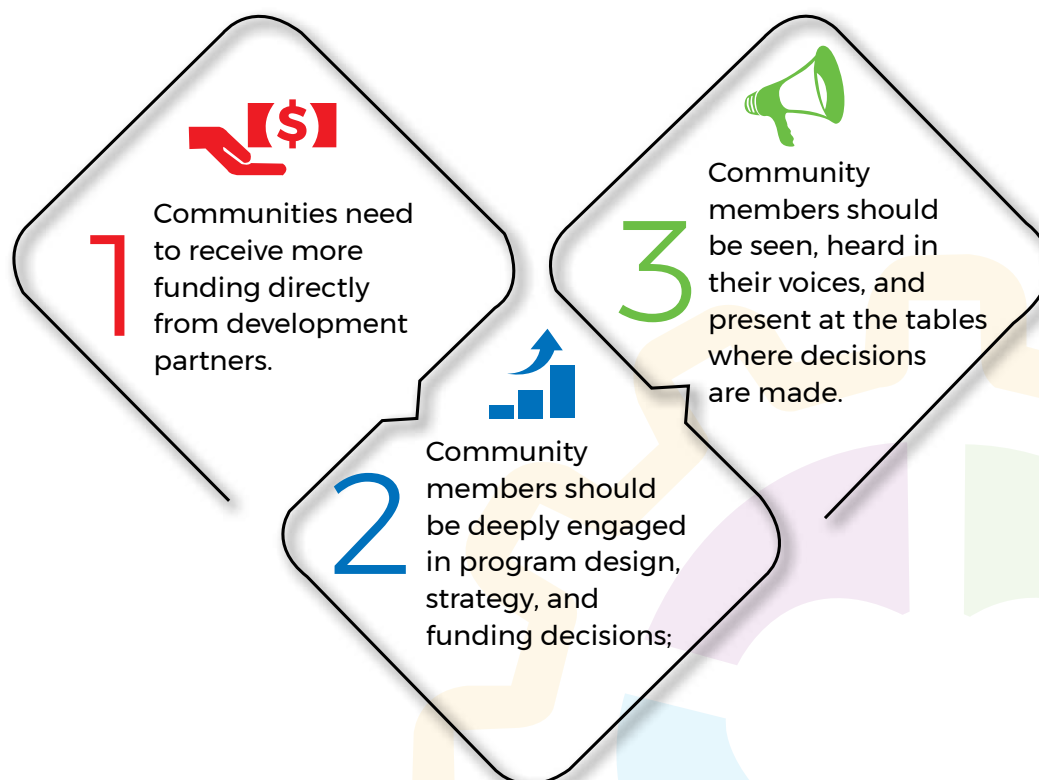 $
1
Communities need
to receive more
funding directly
from development
partners.
2
Community
members should
be deeply engaged
in program design,
strategy, and
funding decisions;
3
Community
members should
be seen, heard in
their voices, and
present at the tables
where decisions
are made.